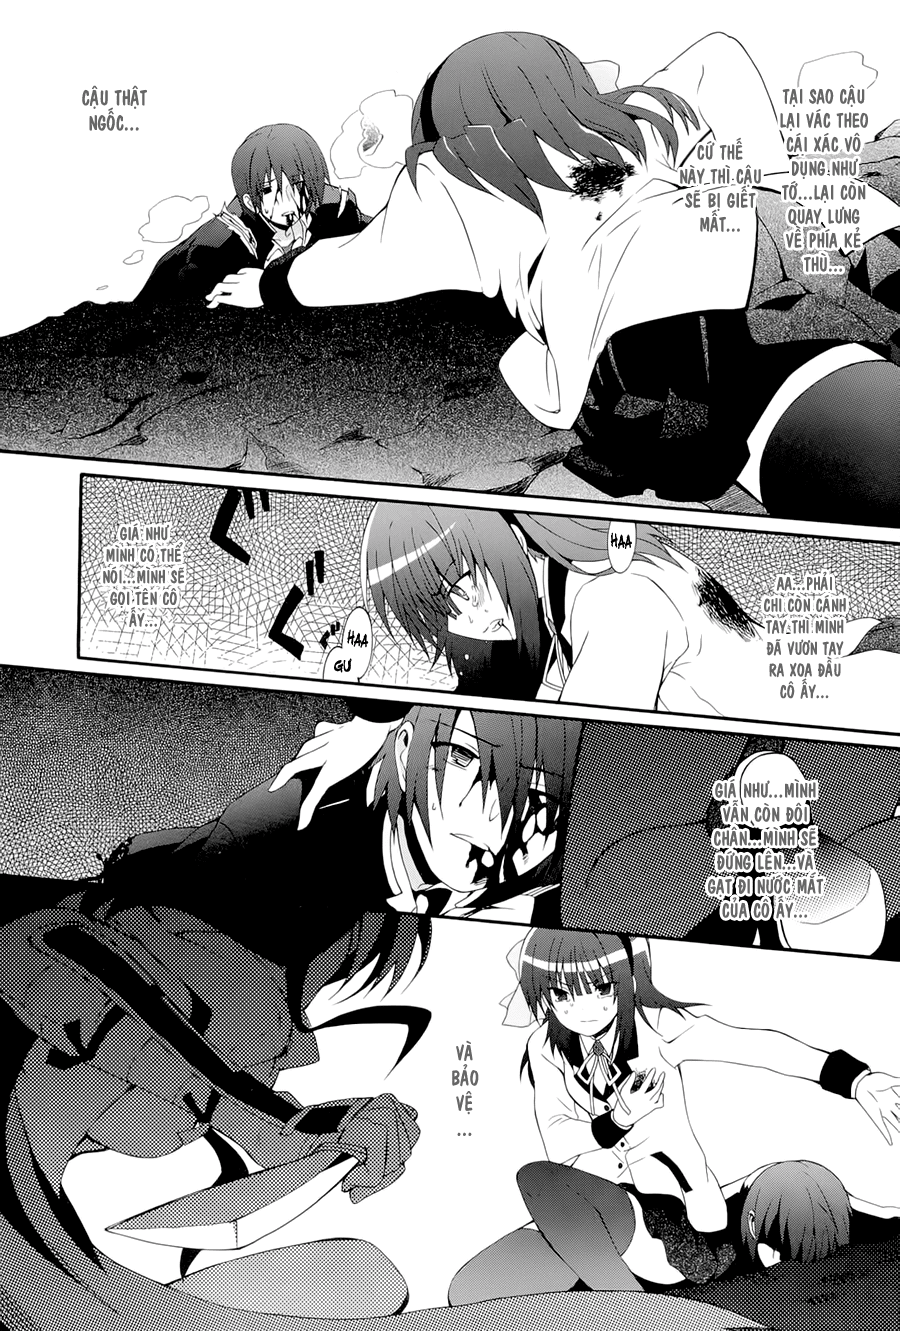 TẠI SAO CẬU
LẠI VÁC THEO
CÁI XÁC VÔ
DỤNG NHƯ
TỚ...LẠI CÒN
QUAY LƯNG
VỀ PHÍA KẺ
THÙ...
CỨ THẾ
NÀY THÌ CẬU
SẼ BỊ GIẾT
MẤT...
CẬU THẬT
NGỐC...
AA...PHẢI
CHI CÒN CÁNH
TAY THÌ MÌNH
ĐÃ VƯƠN TAY
RA XOA ĐẦU
CÔ ẤY...
HAA
HAA
GƯ
ぐ
ぐ
ぐ
GIÁ NHƯ
MÌNH CÓ THỂ
NÓI...MÌNH SẼ
GỌI TÊN CÔ
ẤY...
GIÁ NHƯ...MÌNH
VẪN CÒN ĐÔI
CHÂN...MÌNH SẼ
ĐỨNG LÊN...VÀ
GẠT ĐI NƯỚC MẮT
CỦA CÔ ẤY...
VÀ
BẢO
VỆ
...